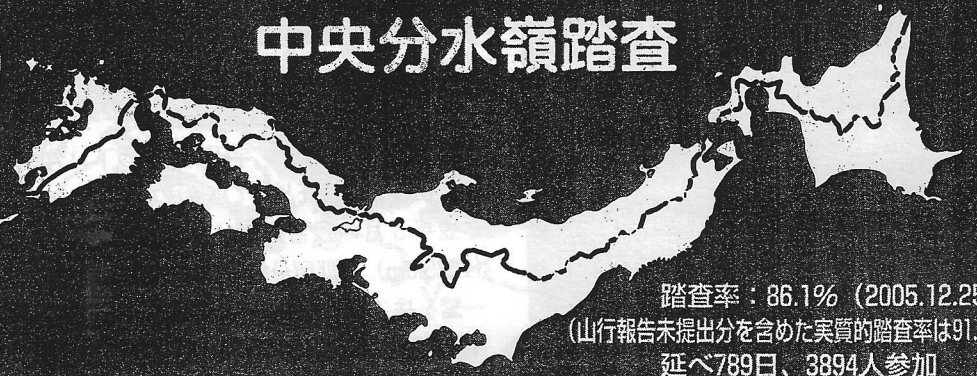 中央分水嶺踏査
踏査率：86.1%（2005.12.25
（山行報告未提出分を含めた実質的踏査率は91.
延べ789日、3894人参加